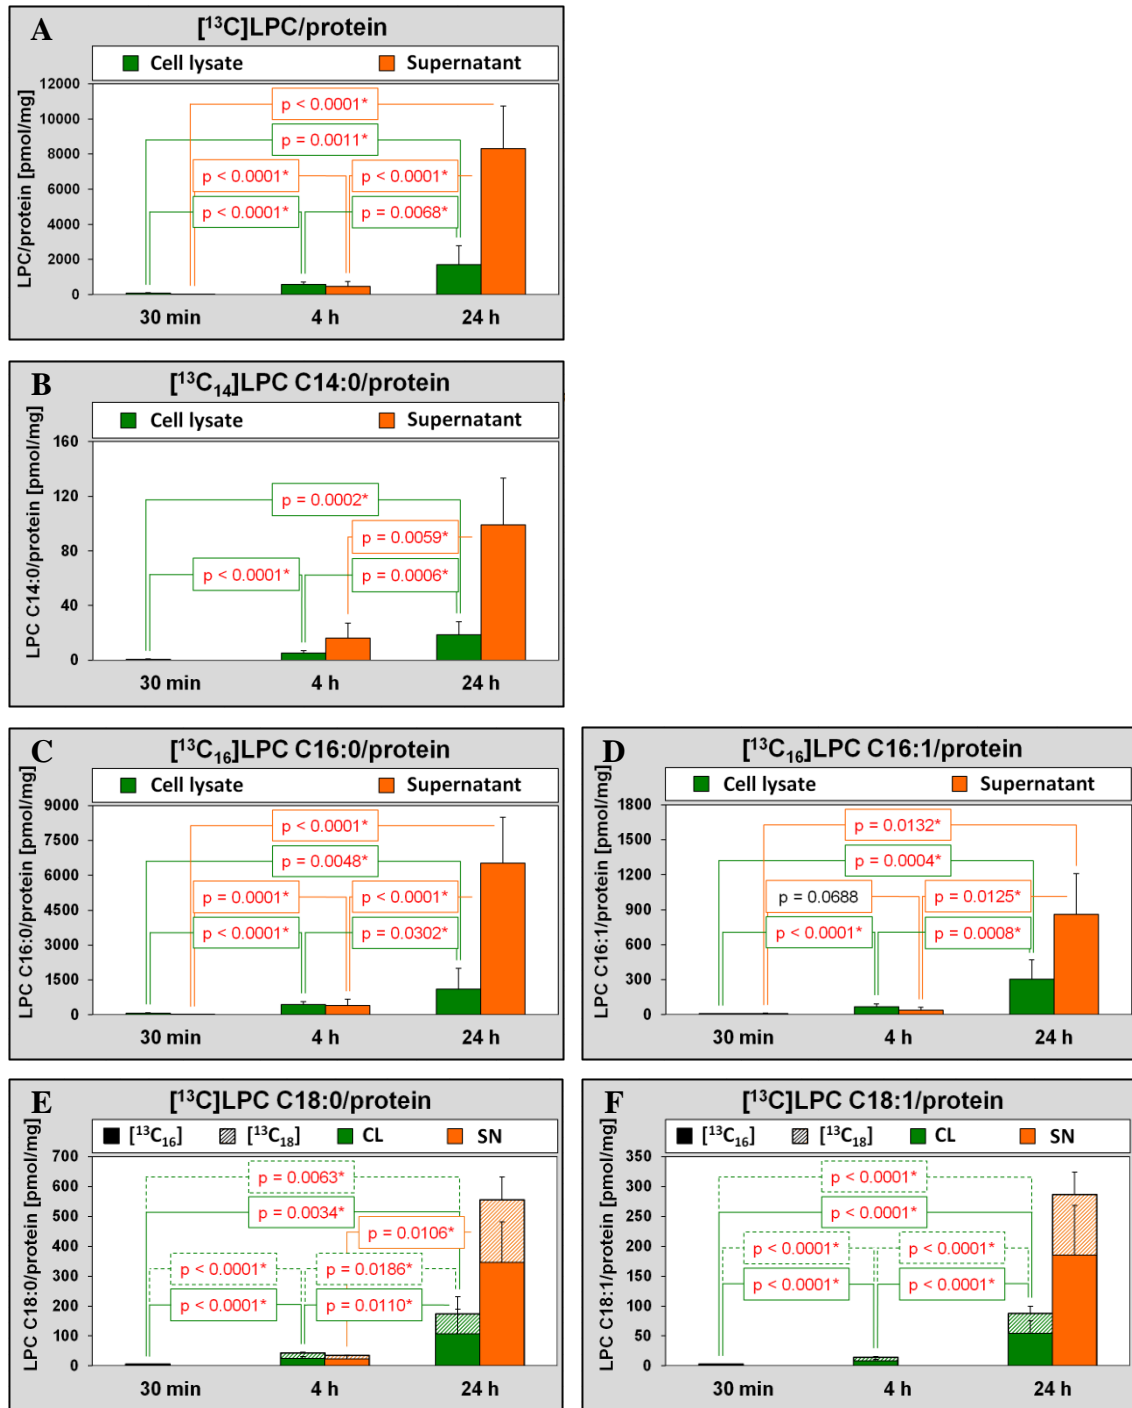 A
[¹³C]LPC/protein
Cell lysate Supernatant
LPC/protein [pmol/mg]
12000
10000
8000
6000
4000
2000
0
p < 0.0001*
p = 0.0011*
p < 0.0001* p < 0.0001*
p < 0.0001* p = 0.0068*
30 min 4 h 24 h
B
[¹³C₁₄]LPC C14:0/protein
Cell lysate Supernatant
LPC C14:0/protein [pmol/mg]
160
120
80
40
0
p = 0.0002*
p = 0.0059*
p < 0.0001* p = 0.0006*
30 min 4 h 24 h
C
[¹³C₁₆]LPC C16:0/protein
Cell lysate Supernatant
LPC C16:0/protein [pmol/mg]
9000
7500
6000
4500
3000
1500
0
p < 0.0001*
p = 0.0048*
p = 0.0001* p < 0.0001*
p < 0.0001* p = 0.0302*
30 min 4 h 24 h
D
[¹³C₁₆]LPC C16:1/protein
Cell lysate Supernatant
LPC C16:1/protein [pmol/mg]
1800
1500
1200
900
600
300
0
p = 0.0132*
p = 0.0004*
p = 0.0688 p = 0.0125*
p < 0.0001* p = 0.0008*
30 min 4 h 24 h
E
[¹³C]LPC C18:0/protein
[¹³C₁₆] [¹³C₁₈] CL SN
LPC C18:0/protein [pmol/mg]
700
600
500
400
300
200
100
0
p = 0.0063*
p = 0.0034*
p = 0.0106*
p < 0.0001* p = 0.0186*
p < 0.0001* p = 0.0110*
30 min 4 h 24 h
F
[¹³C]LPC C18:1/protein
[¹³C₁₆] [¹³C₁₈] CL SN
LPC C18:1/protein [pmol/mg]
350
300
250
200
150
100
50
0
p < 0.0001*
p < 0.0001*
p < 0.0001* p < 0.0001*
p < 0.0001* p < 0.0001*
30 min 4 h 24 h